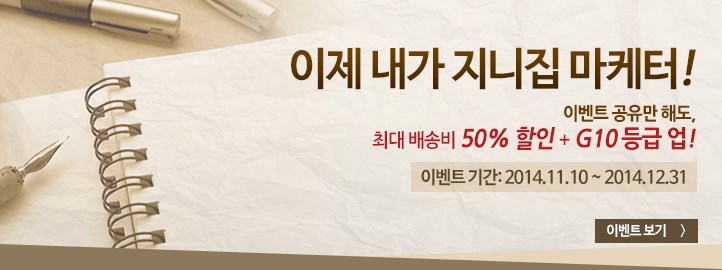 이제 내가 지니집 마케터!
이벤트 공유만 해도,
최대 배송비 50% 할인 + G10 등급 업!
이벤트 기간: 2014.11.10 ~ 2014.12.31
이벤트 보기 〉